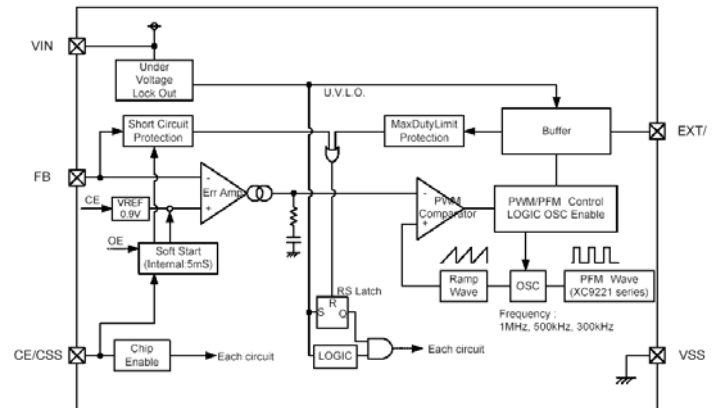 VIN
Under
Voltage
Lock Out
U.V.L.O.
Short Circuit
Protection
MaxDutyLimit
Protection
Buffer
EXT/
FB
CE
VREF
0.9V
Err Amp
PWM
Comparator
PWM/PFM Control
LOGIC OSC Enable
OE
Soft Start
(Internal:5mS)
Ramp
Wave
OSC
PFM Wave
(XC9221 series)
Frequency :
1MHz, 500kHz, 300kHz
RS Latch
R
S
Q
LOGIC
Each circuit
CE/CSS
Chip
Enable
Each circuit
VSS
- 
+
-
+